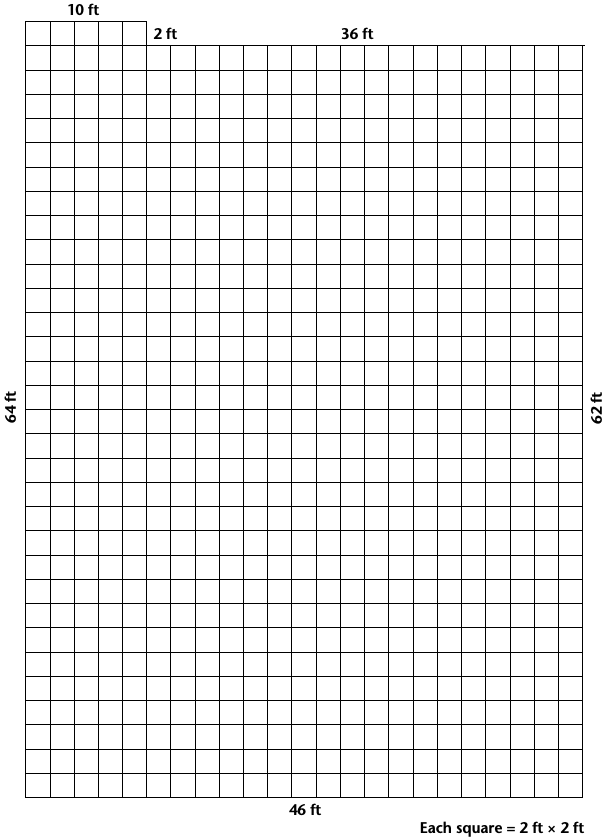 10 ft
2 ft
36 ft
64 ft
62 ft
46 ft
Each square = 2 ft × 2 ft